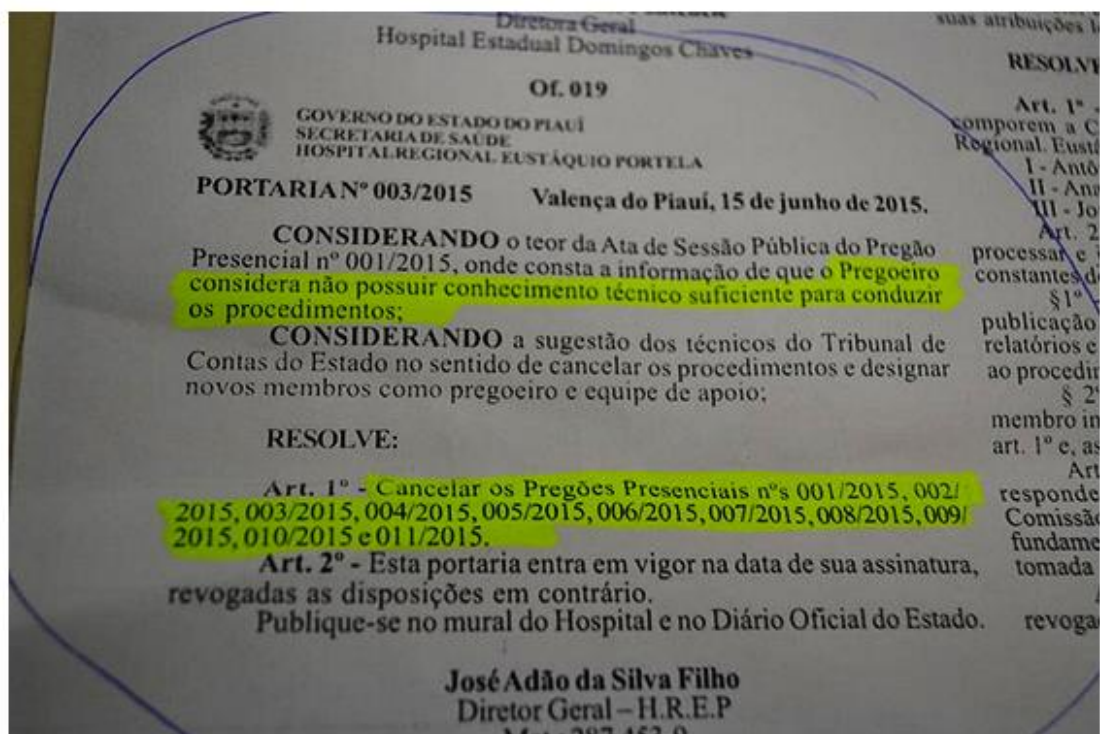 Diretora Geral
Hospital Estadual Domingos Chaves
Of. 019
GOVERNO DO ESTADO DO PIAUÍ
SECRETARIA DE SAÚDE
HOSPITAL REGIONAL EUSTÁQUIO PORTELA
PORTARIA Nº 003/2015 Valença do Piauí, 15 de junho de 2015.
CONSIDERANDO o teor da Ata de Sessão Pública do Pregão
Presencial nº 001/2015, onde consta a informação de que o Pregoeiro
considera não possuir conhecimento técnico suficiente para conduzir
os procedimentos;
CONSIDERANDO a sugestão dos técnicos do Tribunal de
Contas do Estado no sentido de cancelar os procedimentos e designar
novos membros como pregoeiro e equipe de apoio;
RESOLVE:
Art. 1º - Cancelar os Pregões Presenciais nºs 001/2015, 002/
2015, 003/2015, 004/2015, 005/2015, 006/2015, 007/2015, 008/2015, 009/
2015, 010/2015 e 011/2015.
Art. 2º - Esta portaria entra em vigor na data de sua assinatura,
revogadas as disposições em contrário.
Publique-se no mural do Hospital e no Diário Oficial do Estado.
José Adão da Silva Filho
Diretor Geral – H.R.E.P
suas atribuições
RESOLVE
Art. 1º -
comporem a C
Regional. Eustá
I - Antô
II - Ana
III - Jo
Art. 2
processar e
constantes d
§1º
publicação
relatórios e
ao procedir
§ 2º
membro in
art. 1º e, as
Art
responde
Comissão
fundame
tomada
revoga